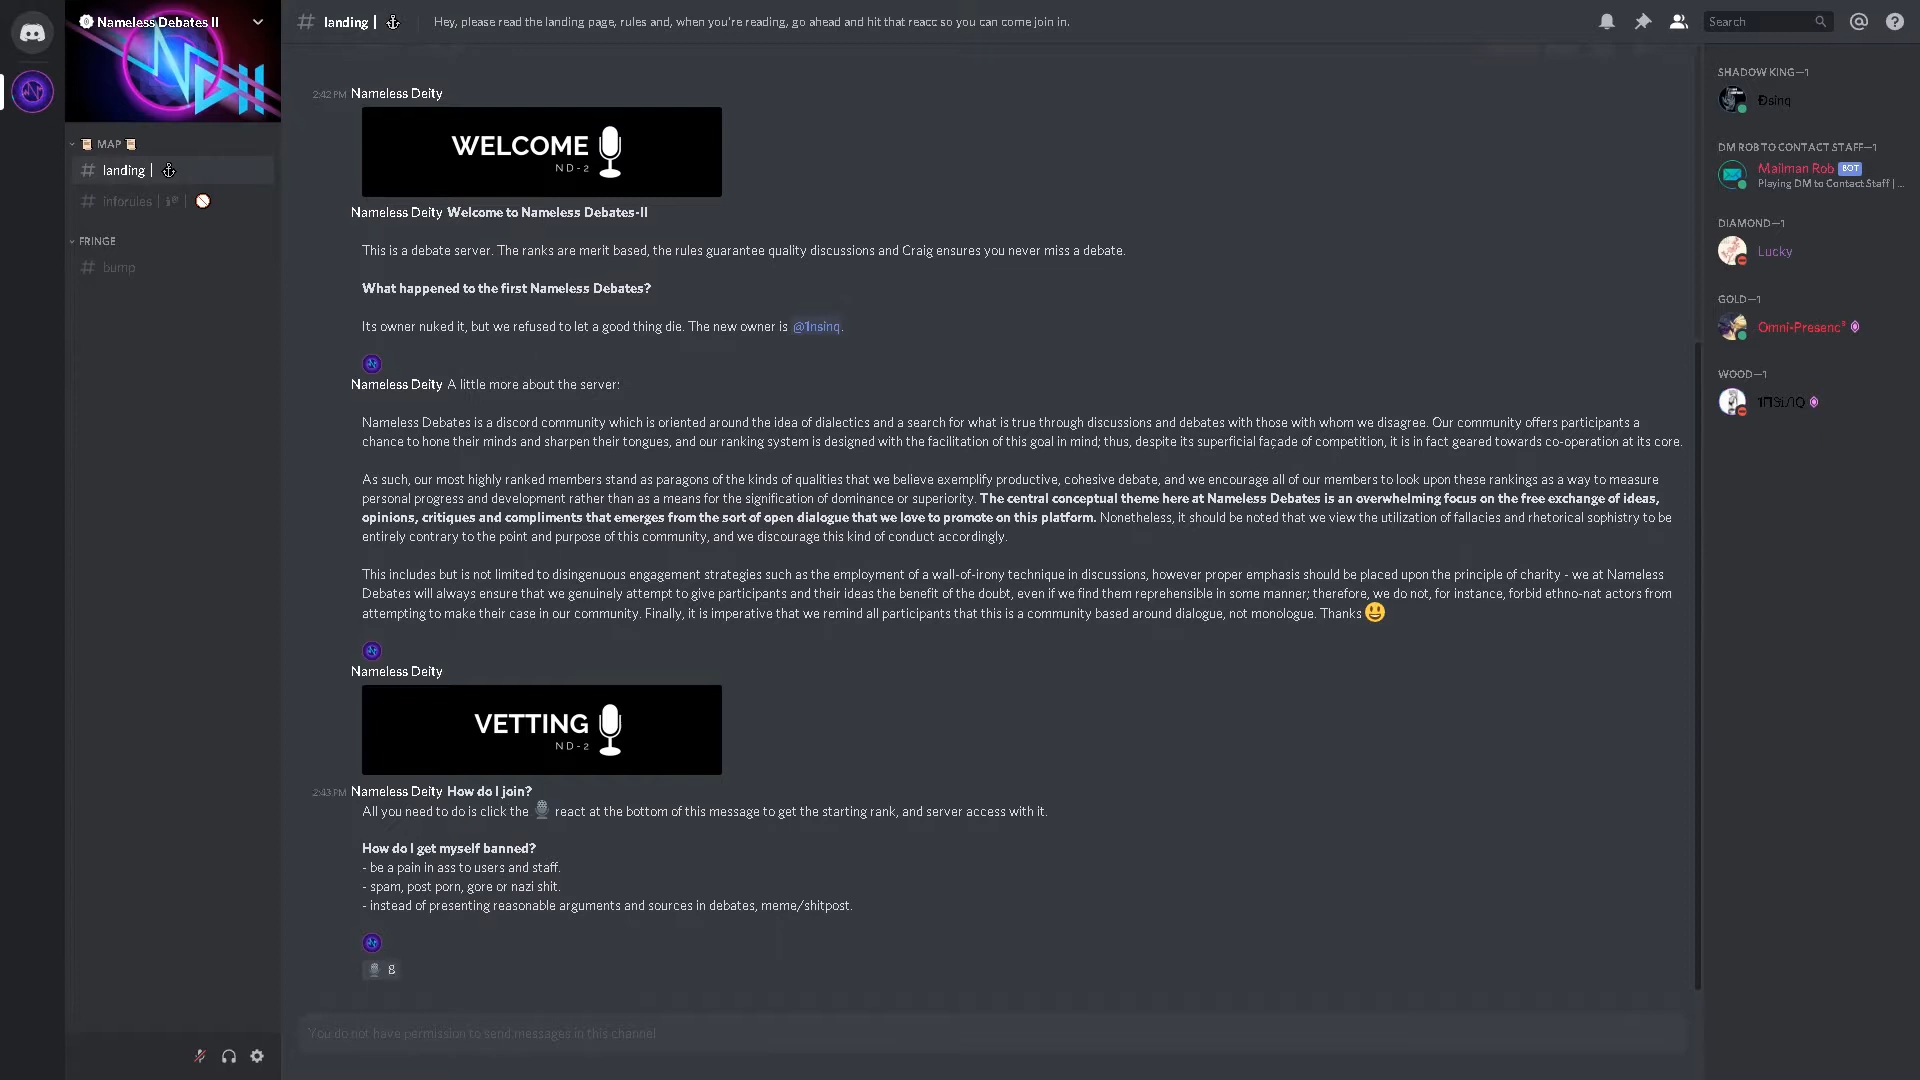 Nameless Debates II
landing | ⚓ Hey, please read the landing page, rules and, when you're reading, go ahead and hit that reacc so you can come join in.
Search
MAP
landing | ⚓
inforules |
FRINGE
bump
2:42 PM Nameless Deity
WELCOME
ND-2
Nameless Deity Welcome to Nameless Debates-II
This is a debate server. The ranks are merit based, the rules guarantee quality discussions and Craig ensures you never miss a debate.
What happened to the first Nameless Debates?
Its owner nuked it, but we refused to let a good thing die. The new owner is @1nsinq.
Nameless Deity A little more about the server:
Nameless Debates is a discord community which is oriented around the idea of dialectics and a search for what is true through discussions and debates with those with whom we disagree. Our community offers participants a
chance to hone their minds and sharpen their tongues, and our ranking system is designed with the facilitation of this goal in mind; thus, despite its superficial façade of competition, it is in fact geared towards co-operation at its core.
As such, our most highly ranked members stand as paragons of the kinds of qualities that we believe exemplify productive, cohesive debate, and we encourage all of our members to look upon these rankings as a way to measure
personal progress and development rather than as a means for the signification of dominance or superiority. The central conceptual theme here at Nameless Debates is an overwhelming focus on the free exchange of ideas,
opinions, critiques and compliments that emerges from the sort of open dialogue that we love to promote on this platform. Nonetheless, it should be noted that we view the utilization of fallacies and rhetorical sophistry to be
entirely contrary to the point and purpose of this community, and we discourage this kind of conduct accordingly.
This includes but is not limited to disingenuous engagement strategies such as the employment of a wall-of-irony technique in discussions, however proper emphasis should be placed upon the principle of charity - we at Nameless
Debates will always ensure that we genuinely attempt to give participants and their ideas the benefit of the doubt, even if we find them reprehensible in some manner; therefore, we do not, for instance, forbid ethno-nat actors from
attempting to make their case in our community. Finally, it is imperative that we remind all participants that this is a community based around dialogue, not monologue. Thanks 😃
Nameless Deity
VETTING
ND-2
2:43 PM Nameless Deity How do I join?
All you need to do is click the 🎙 react at the bottom of this message to get the starting rank, and server access with it.
How do I get myself banned?
- be a pain in ass to users and staff.
- spam, post porn, gore or nazi shit.
- instead of presenting reasonable arguments and sources in debates, meme/shitpost.
8
You do not have permission to send messages in this channel
SHADOW KING—1
Đsinq
DM ROB TO CONTACT STAFF—1
Mailman Rob BOT
Playing DM to Contact Staff | ...
DIAMOND—1
Lucky
GOLD—1
Omni-Presenc³
WOOD—1